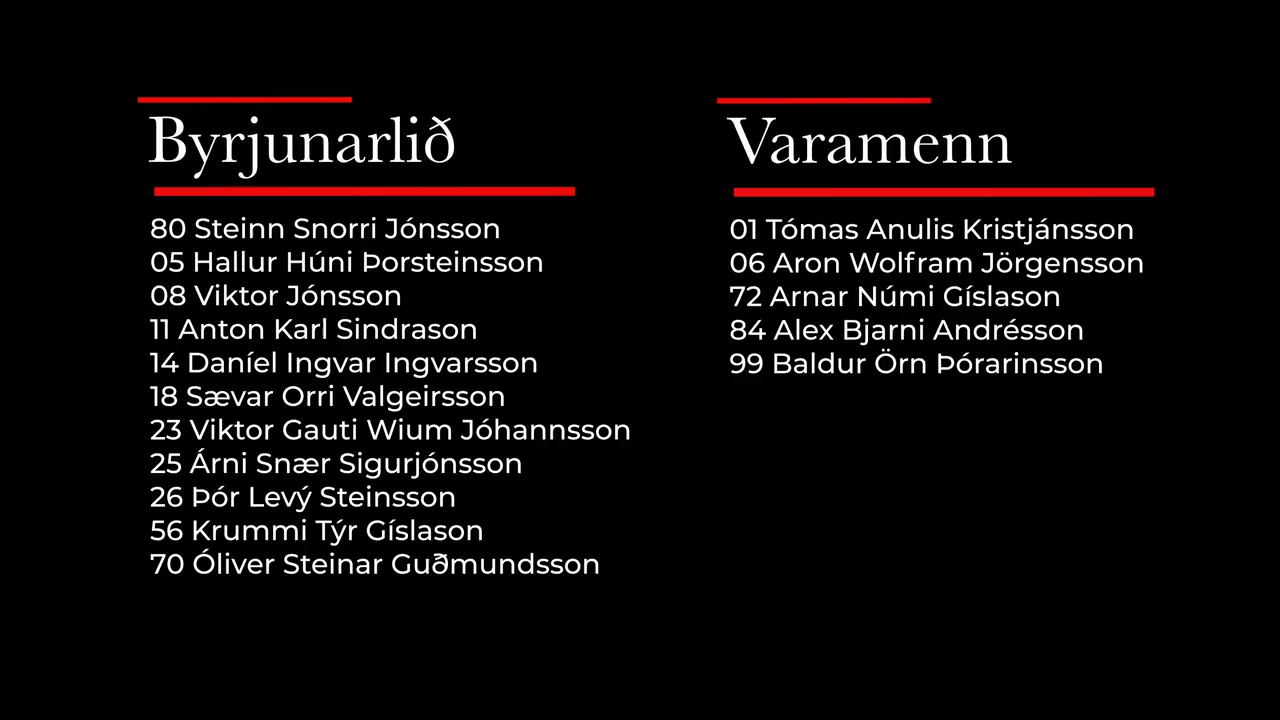 Byrjunarlið
80 Steinn Snorri Jónsson
05 Hallur Húni Þorsteinsson
08 Viktor Jónsson
11 Anton Karl Sindrason
14 Daníel Ingvar Ingvarsson
18 Sævar Orri Valgeirsson
23 Viktor Gauti Wium Jóhannsson
25 Árni Snær Sigurjónsson
26 Þór Levý Steinsson
56 Krummi Týr Gíslason
70 Óliver Steinar Guðmundsson
Varamenn
01 Tómas Anulis Kristjánsson
06 Aron Wolfram Jörgensson
72 Arnar Númi Gíslason
84 Alex Bjarni Andrésson
99 Baldur Örn Þórarinsson